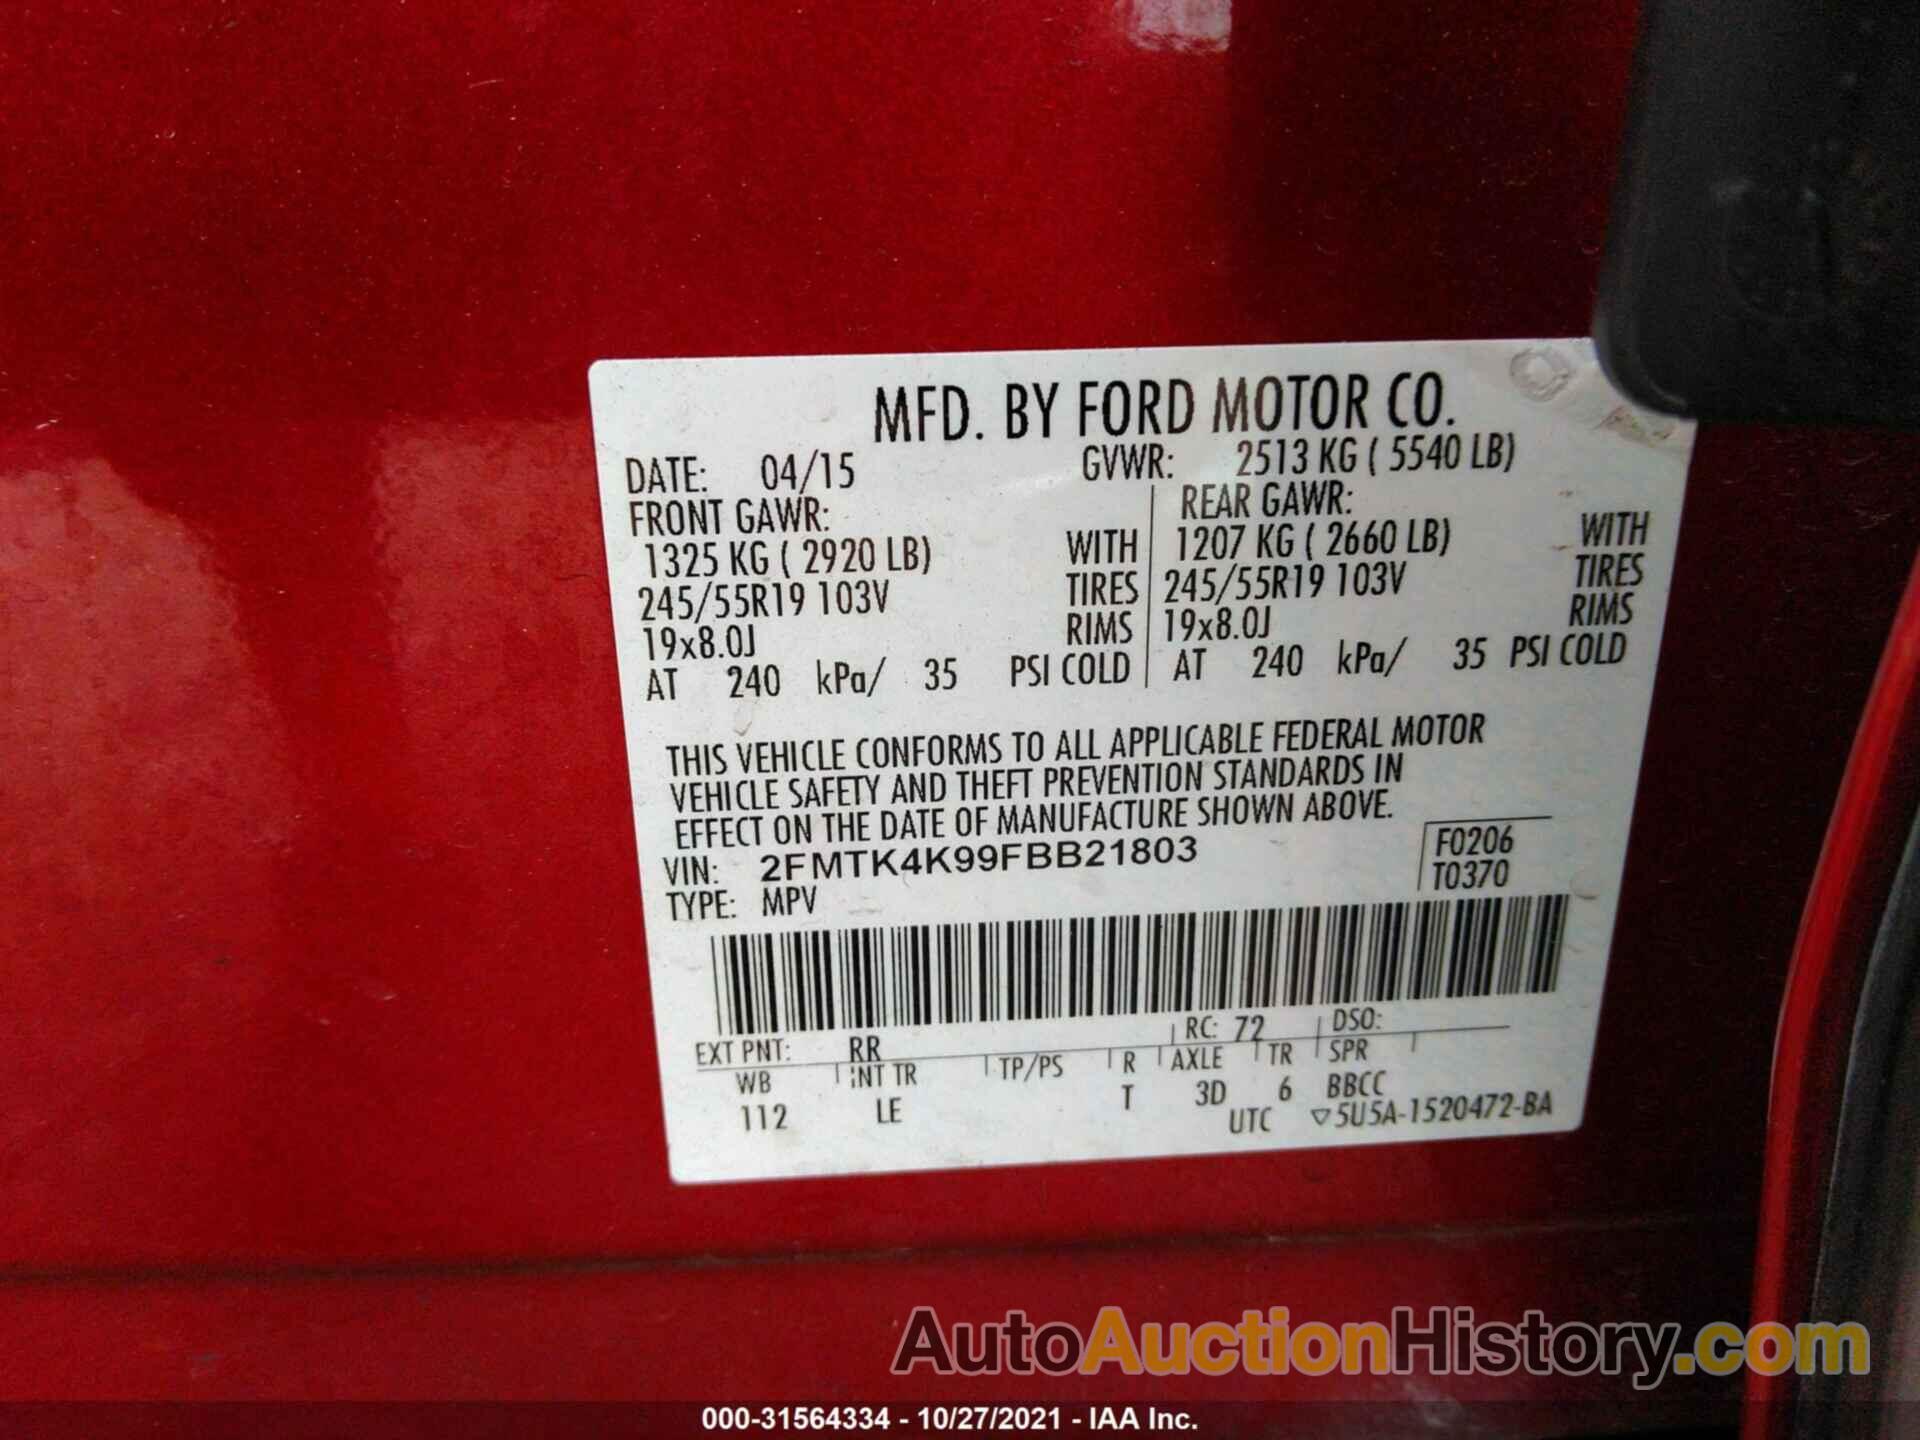 MFD. BY FORD MOTOR CO.
DATE: 04/15 GVWR: 2513 KG ( 5540 LB)
FRONT GAWR: REAR GAWR:
1325 KG ( 2920 LB) WITH 1207 KG ( 2660 LB) WITH
245/55R19 103V TIRES 245/55R19 103V TIRES
19x8.0J RIMS 19x8.0J RIMS
AT 240 kPa/ 35 PSI COLD AT 240 kPa/ 35 PSI COLD
THIS VEHICLE CONFORMS TO ALL APPLICABLE FEDERAL MOTOR
VEHICLE SAFETY AND THEFT PREVENTION STANDARDS IN
EFFECT ON THE DATE OF MANUFACTURE SHOWN ABOVE.
VIN: 2FMTK4K99FBB21803 F0206
TYPE: MPV T0370
EXT PNT: RR RC: 72 DSO:
WB INT TR TP/PS R AXLE TR SPR
112 LE T 3D 6 BBCC
UTC ▽5U5A-1520472-BA
AutoAuctionHistory.com
000-31564334 - 10/27/2021 - IAA Inc.